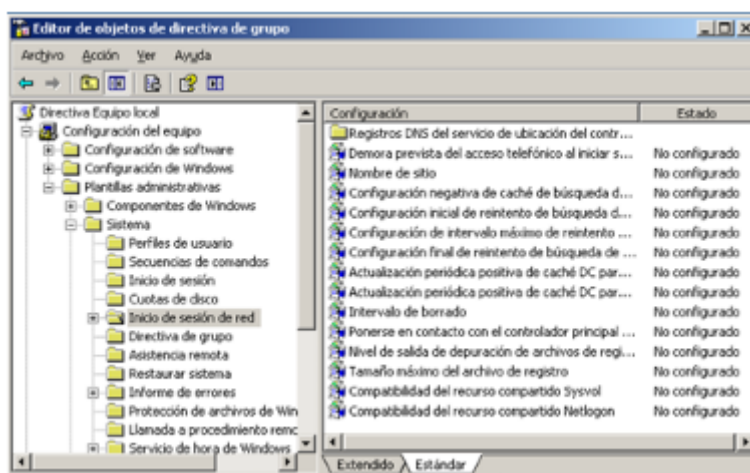 Editor de objetos de directiva de grupo
Archivo Acción Ver Ayuda
Directiva Equipo local
Configuración del equipo
Configuración de software
Configuración de Windows
Plantillas administrativas
Componentes de Windows
Sistema
Perfiles de usuario
Secuencias de comandos
Inicio de sesión
Cuotas de disco
Inicio de sesión de red
Directiva de grupo
Asistencia remota
Restaurar sistema
Informe de errores
Protección de archivos de Win
Llamada a procedimiento remc
Servicio de hora de Windows
Configuración Estado
Registros DNS del servicio de ubicación del contr...
Demora prevista del acceso telefónico al iniciar s... No configurado
Nombre de sitio No configurado
Configuración negativa de caché de búsqueda d... No configurado
Configuración inicial de reintento de búsqueda d... No configurado
Configuración de intervalo máximo de reintento ... No configurado
Configuración final de reintento de búsqueda de ... No configurado
Actualización periódica positiva de caché DC par... No configurado
Actualización periódica positiva de caché DC par... No configurado
Intervalo de borrado No configurado
Ponerse en contacto con el controlador principal ... No configurado
Nivel de salida de depuración de archivos de regi... No configurado
Tamaño máximo del archivo de registro No configurado
Compatibilidad del recurso compartido Sysvol No configurado
Compatibilidad del recurso compartido Netlogon No configurado
Extendido Estándar